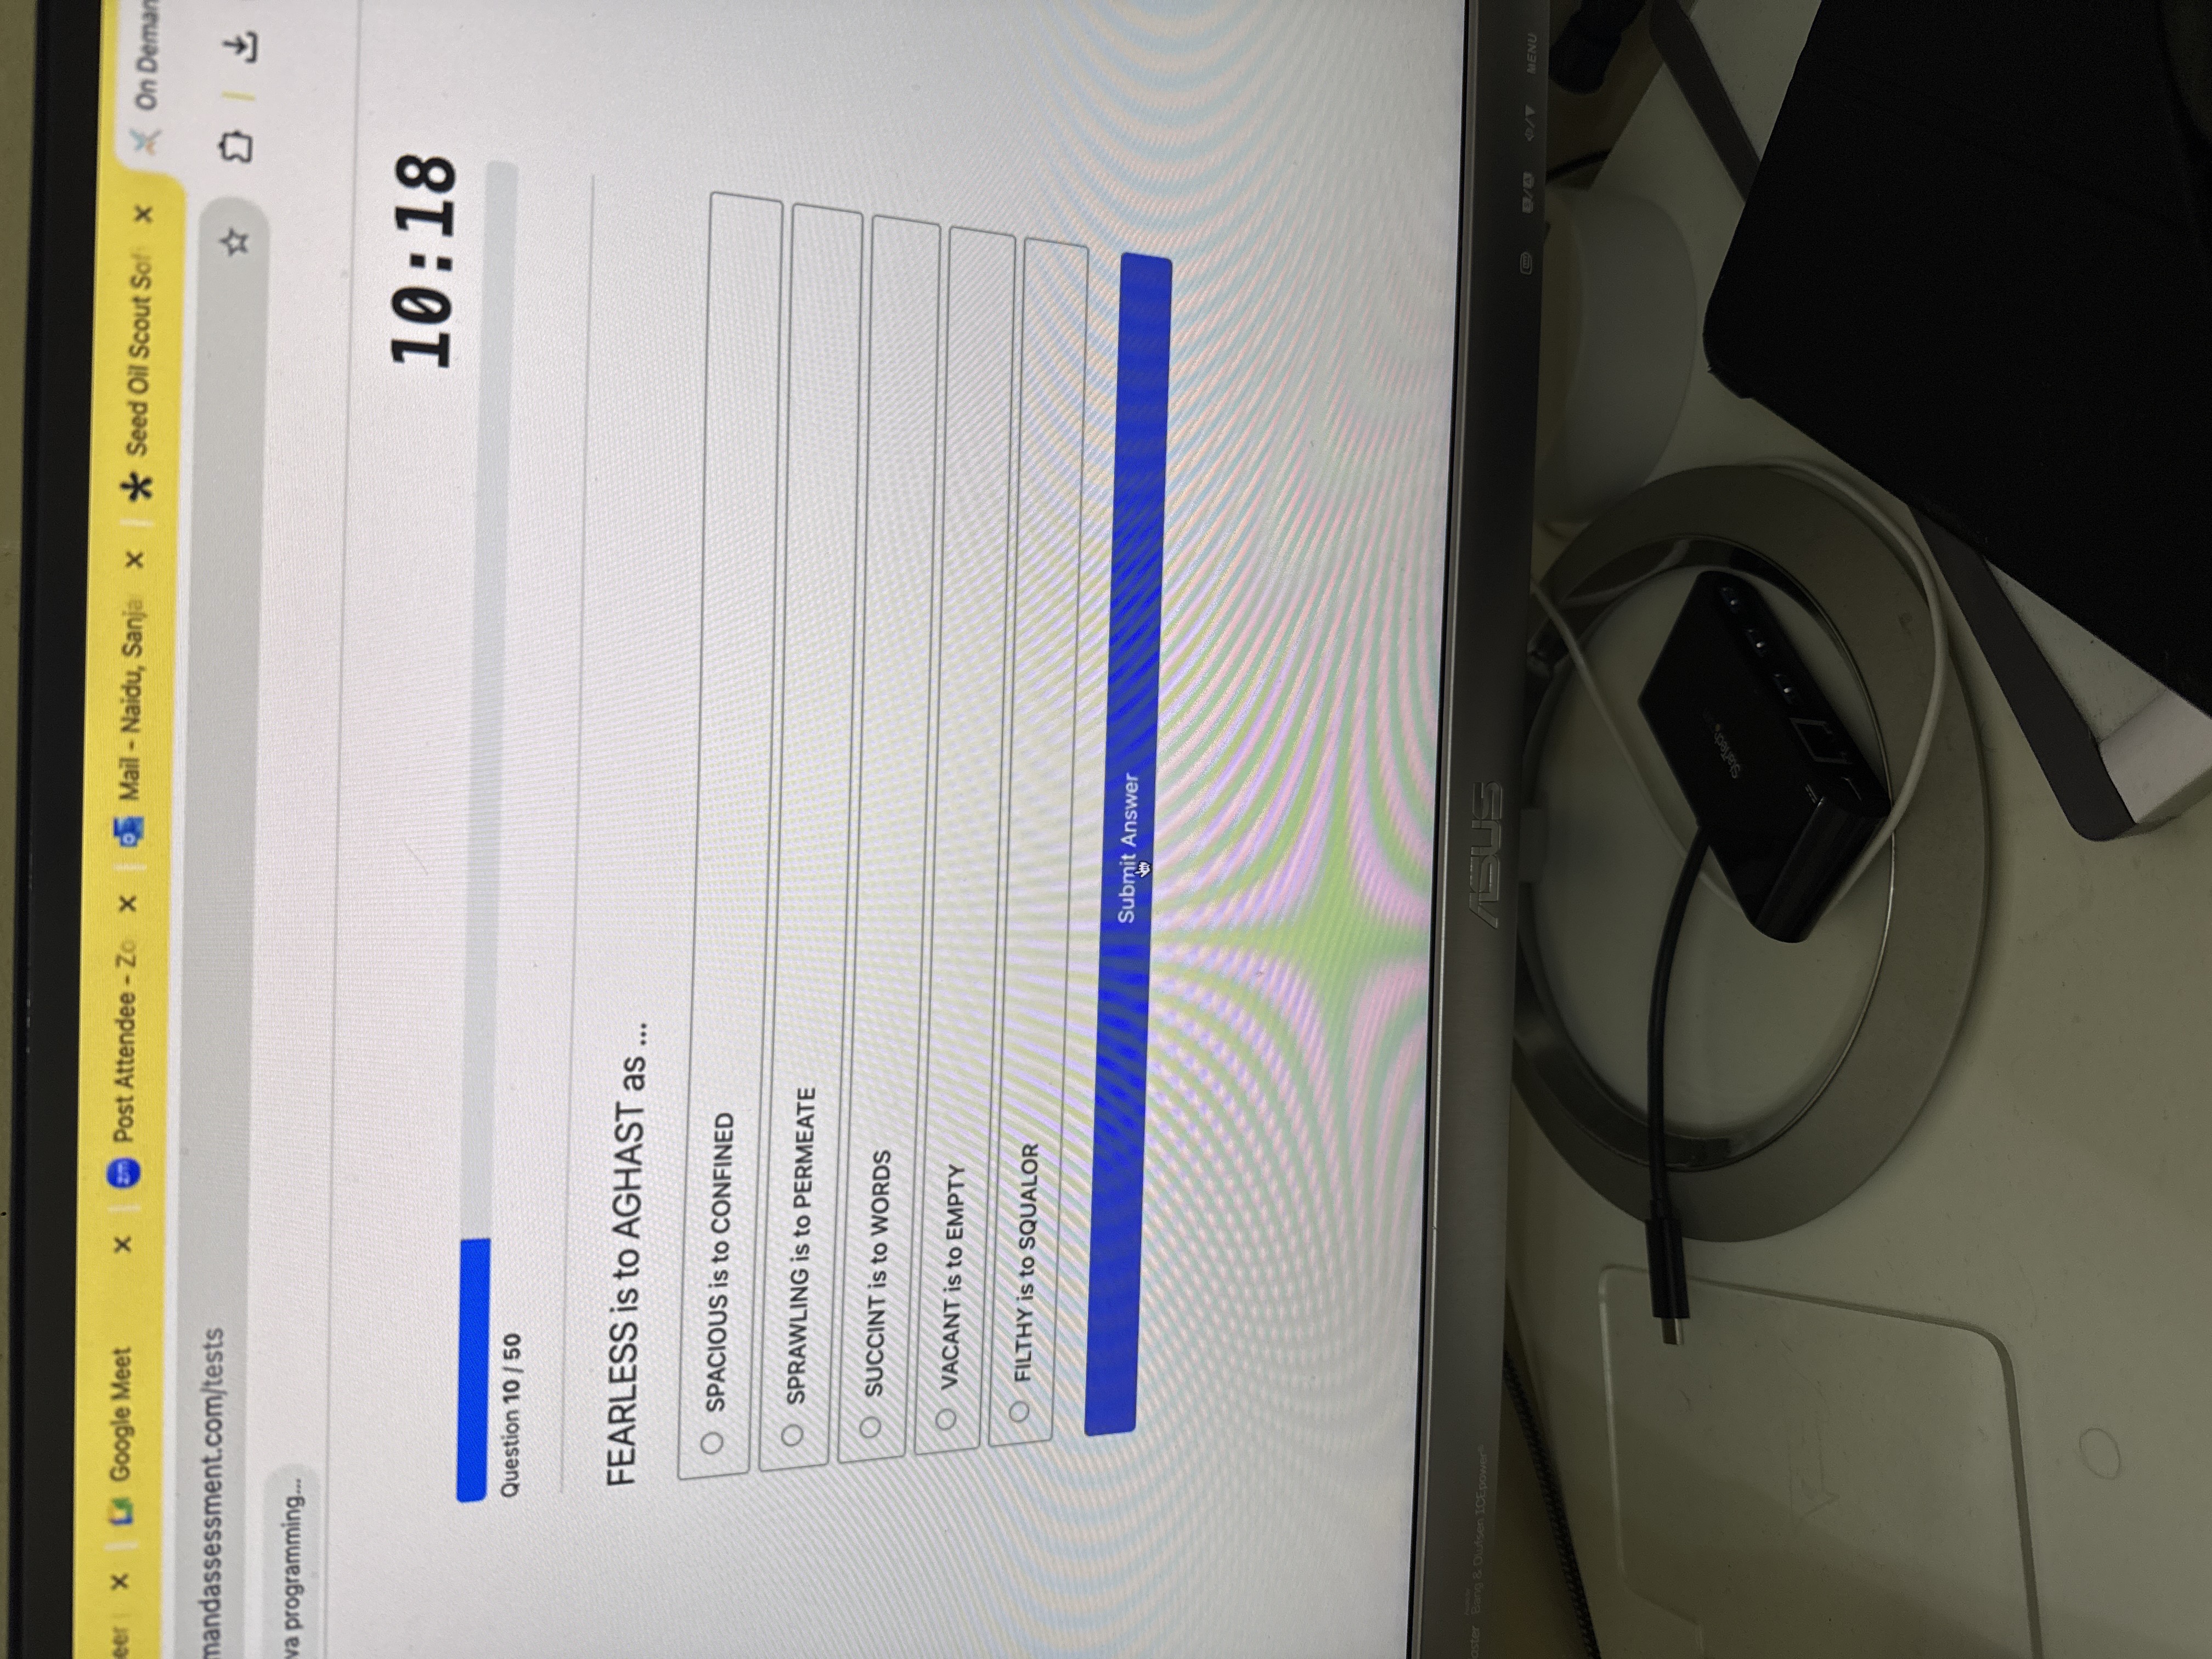 eer
Google Meet
Post Attendee - Zo
Mail - Naidu, Sanja
Seed Oil Scout Sof
On Deman
mandassessment.com/tests
va programming...
10:18
Question 10 / 50
FEARLESS is to AGHAST as ...
SPACIOUS is to CONFINED
SPRAWLING is to PERMEATE
SUCCINT is to WORDS
VACANT is to EMPTY
FILTHY is to SQUALOR
Submit Answer
Bang & Olufsen ICEpower®
ASUS
MENU
StarTech